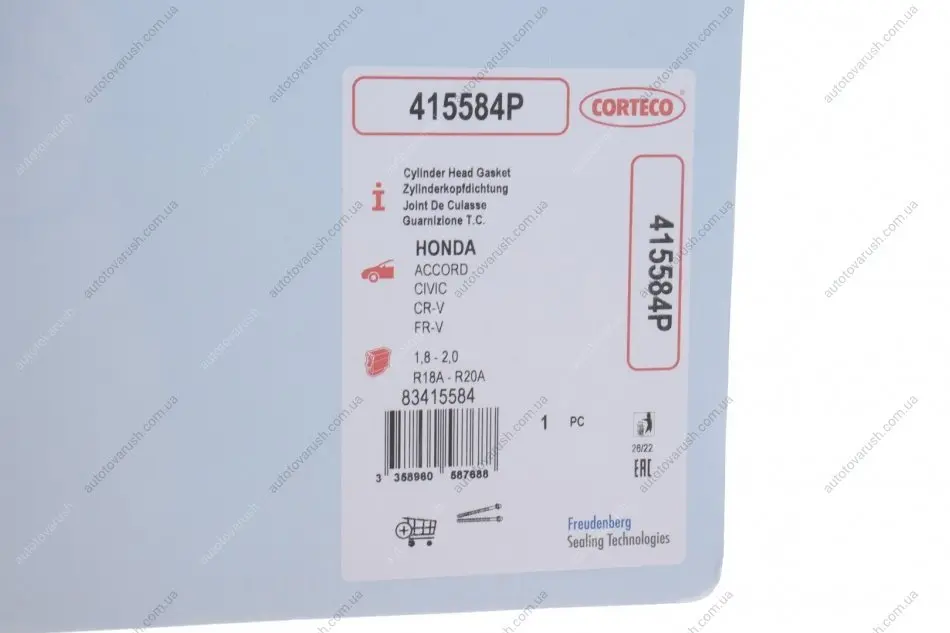 415584P
CORTECO®
Cylinder Head Gasket
Zylinderkopfdichtung
Joint De Culasse
Guarnizione T.C.
415584P
HONDA
ACCORD
CIVIC
CR-V
FR-V
1,8 - 2,0
R18A - R20A
83415584
1 PC
3 358960 587688
26/22
EAC
Freudenberg
Sealing Technologies
autotovarush.com.ua